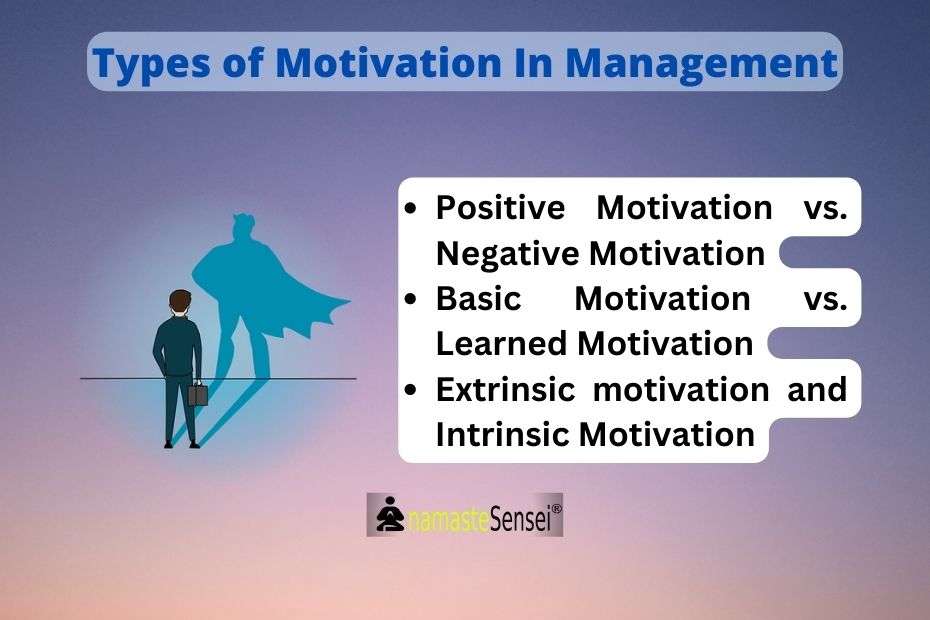 Types of Motivation In Management
• Positive Motivation vs.
Negative Motivation
• Basic Motivation vs.
Learned Motivation
• Extrinsic motivation and
Intrinsic Motivation
namasteSensei®